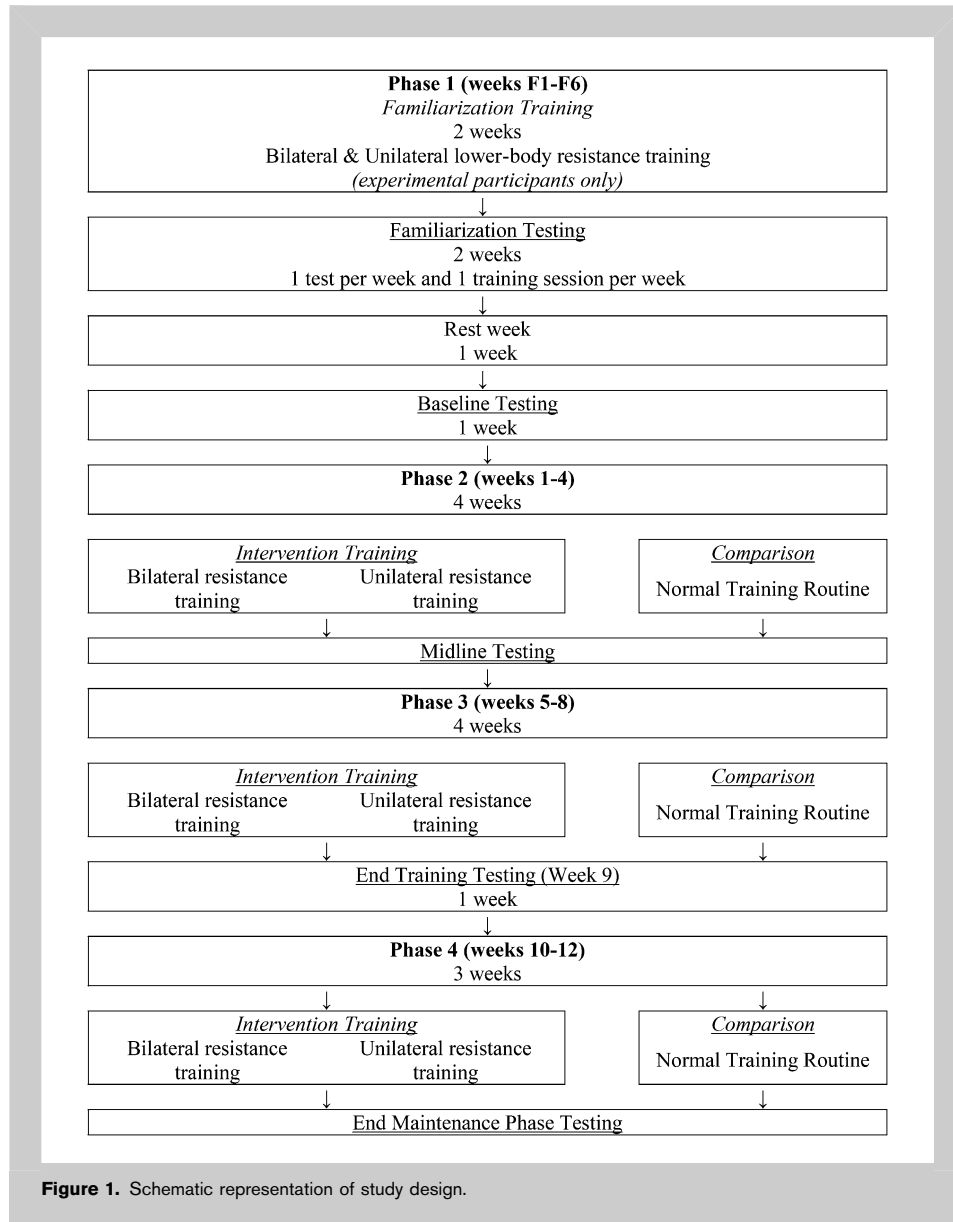 Phase 1 (weeks F1-F6)
Familiarization Training
2 weeks
Bilateral & Unilateral lower-body resistance training
(experimental participants only)
↓
Familiarization Testing
2 weeks
1 test per week and 1 training session per week
↓
Rest week
1 week
↓
Baseline Testing
1 week
↓
Phase 2 (weeks 1-4)
4 weeks
Intervention Training
Bilateral resistance training
Unilateral resistance training
Comparison
Normal Training Routine
↓ ↓
Midline Testing
↓
Phase 3 (weeks 5-8)
4 weeks
Intervention Training
Bilateral resistance training
Unilateral resistance training
Comparison
Normal Training Routine
↓ ↓
End Training Testing (Week 9)
1 week
↓
Phase 4 (weeks 10-12)
3 weeks
↓ ↓
Intervention Training
Bilateral resistance training
Unilateral resistance training
Comparison
Normal Training Routine
↓ ↓
End Maintenance Phase Testing
Figure 1. Schematic representation of study design.